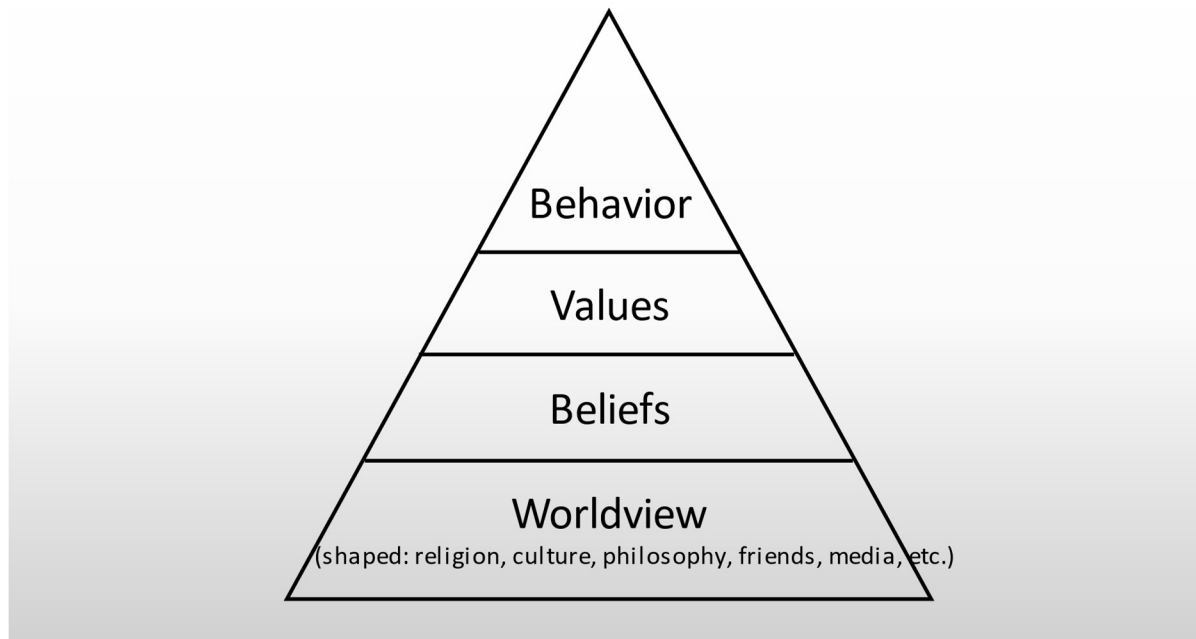 Behavior
Values
Beliefs
Worldview
(shaped: religion, culture, philosophy, friends, media, etc.)